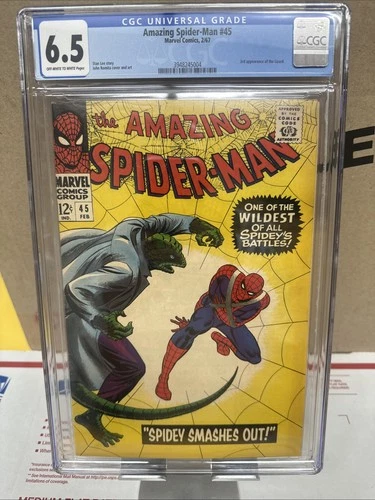 CGC UNIVERSAL GRADE
6.5
OFF-WHITE TO WHITE Pages
Amazing Spider-Man #45
Marvel Comics, 2/67
Stan Lee story
John Romita cover and art
3rd appearance of the Lizard.
CGC
the AMAZING
SPIDER-MAN
APPROVED
BY THE
COMICS
CODE
AUTHORITY
MARVEL
COMICS
GROUP
12¢
IND.
45
FEB
ONE OF THE
WILDEST
OF ALL
SPIDEY'S
BATTLES!
"SPIDEY SMASHES OUT!"